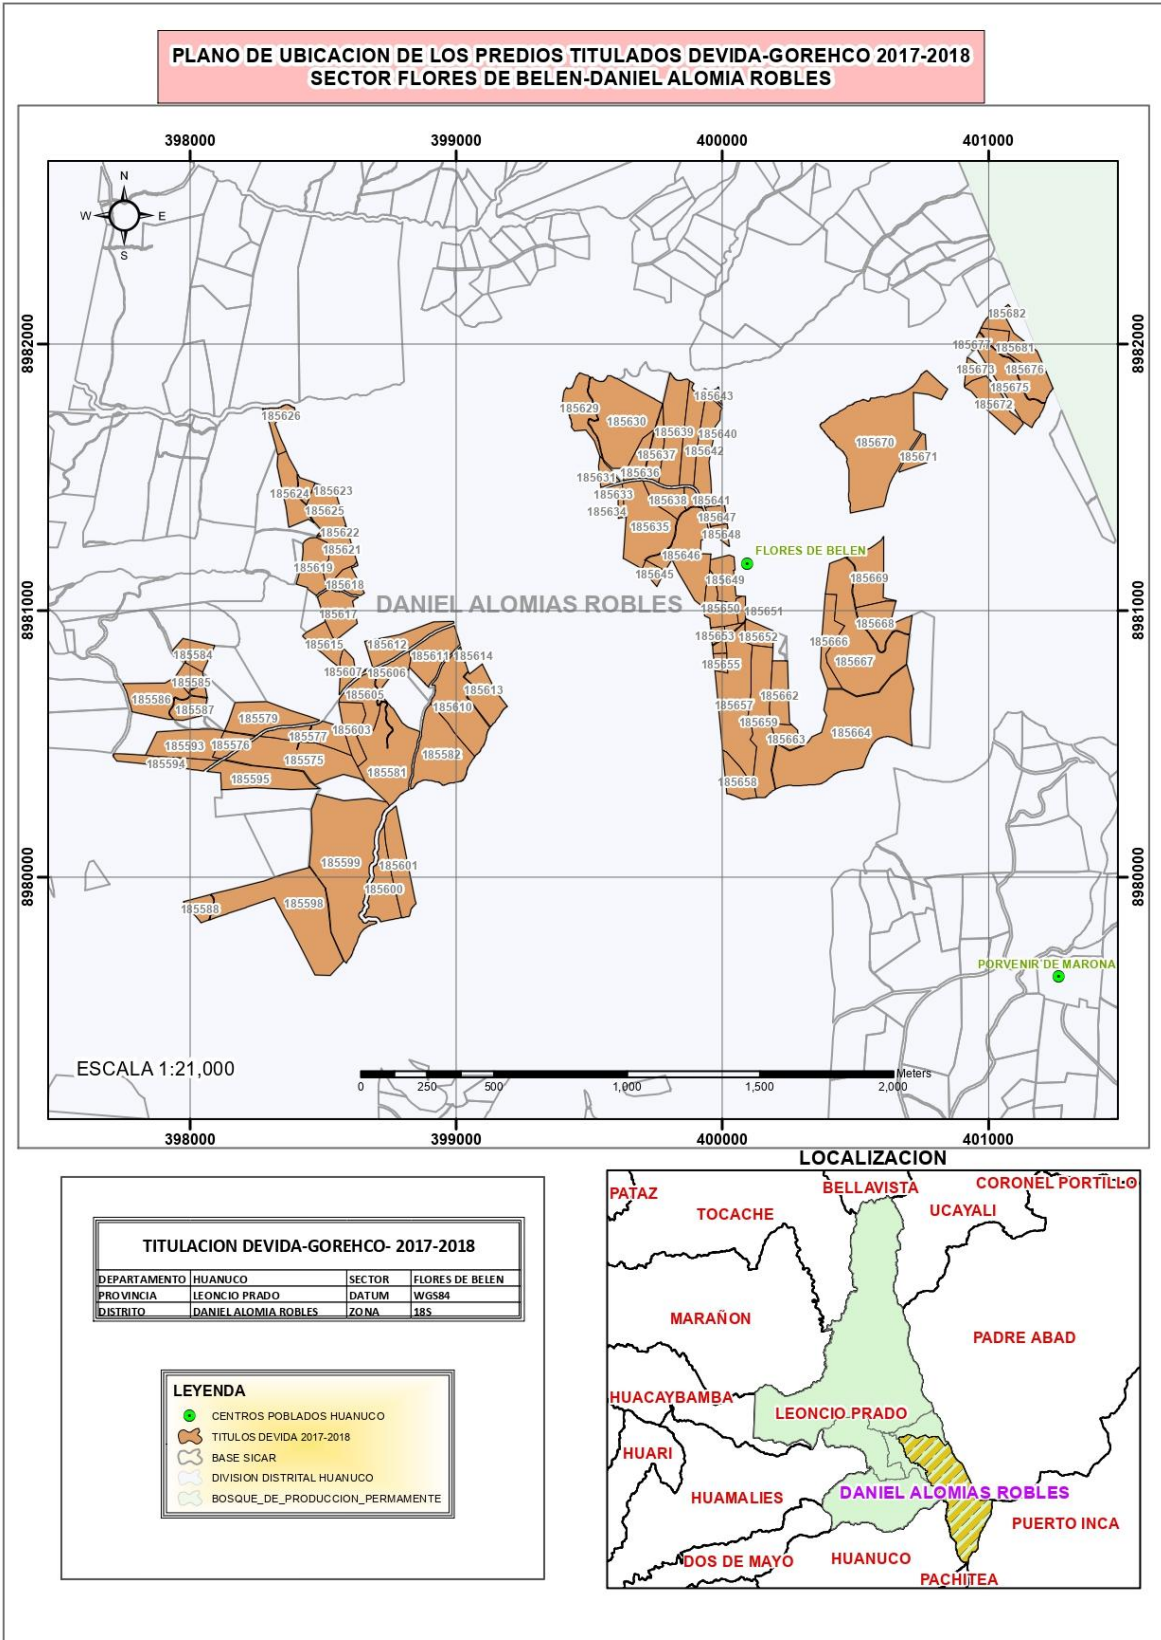 PLANO DE UBICACION DE LOS PREDIOS TITULADOS DEVIDA-GOREHCO 2017-2018
SECTOR FLORES DE BELEN-DANIEL ALOMIA ROBLES
398000 399000 400000 401000
N
W E
S
8982000 8982000
8981000 8981000
8980000 8980000
185682
185677 185681
185673 185676
185675
185672
185643
185629
185630
185626
185639 185640
185642
185637
185670
185671
185636
185631
185624 185623
185633
185638 185641
185634
185625
185647
185635
185622
185648
185621
185646
FLORES DE BELEN
185619
185645
185649
185669
185618
DANIEL ALOMIAS ROBLES
185650 185651
185617
185668
185653 185652
185666
185615
185612
185611 185614
185584
185655
185667
185607 185606
185585
185613
185605
185662
185586
185587
185610
185657
185579
185659
185603
185577
185664
185663
185593 185576
185575
185582
185594
185581
185595
185658
185599
185601
185600
185598
185588
PORVENIR DE MARONA
ESCALA 1:21,000
Meters
0 250 500 1,000 1,500 2,000
398000 399000 400000 401000
LOCALIZACION
PATAZ
BELLAVISTA
CORONEL PORTILLO
TOCACHE
UCAYALI
MARAÑON
PADRE ABAD
HUACAYBAMBA
LEONCIO PRADO
HUARI
HUAMALIES
DANIEL ALOMIAS ROBLES
PUERTO INCA
DOS DE MAYO
HUANUCO
PACHITEA
TITULACION DEVIDA-GOREHCO- 2017-2018
DEPARTAMENTO HUANUCO SECTOR FLORES DE BELEN
PROVINCIA LEONCIO PRADO DATUM WGS84
DISTRITO DANIEL ALOMIA ROBLES ZONA 18S
LEYENDA
CENTROS POBLADOS HUANUCO
TITULOS DEVIDA 2017-2018
BASE SICAR
DIVISION DISTRITAL HUANUCO
BOSQUE_DE_PRODUCCION_PERMAMENTE